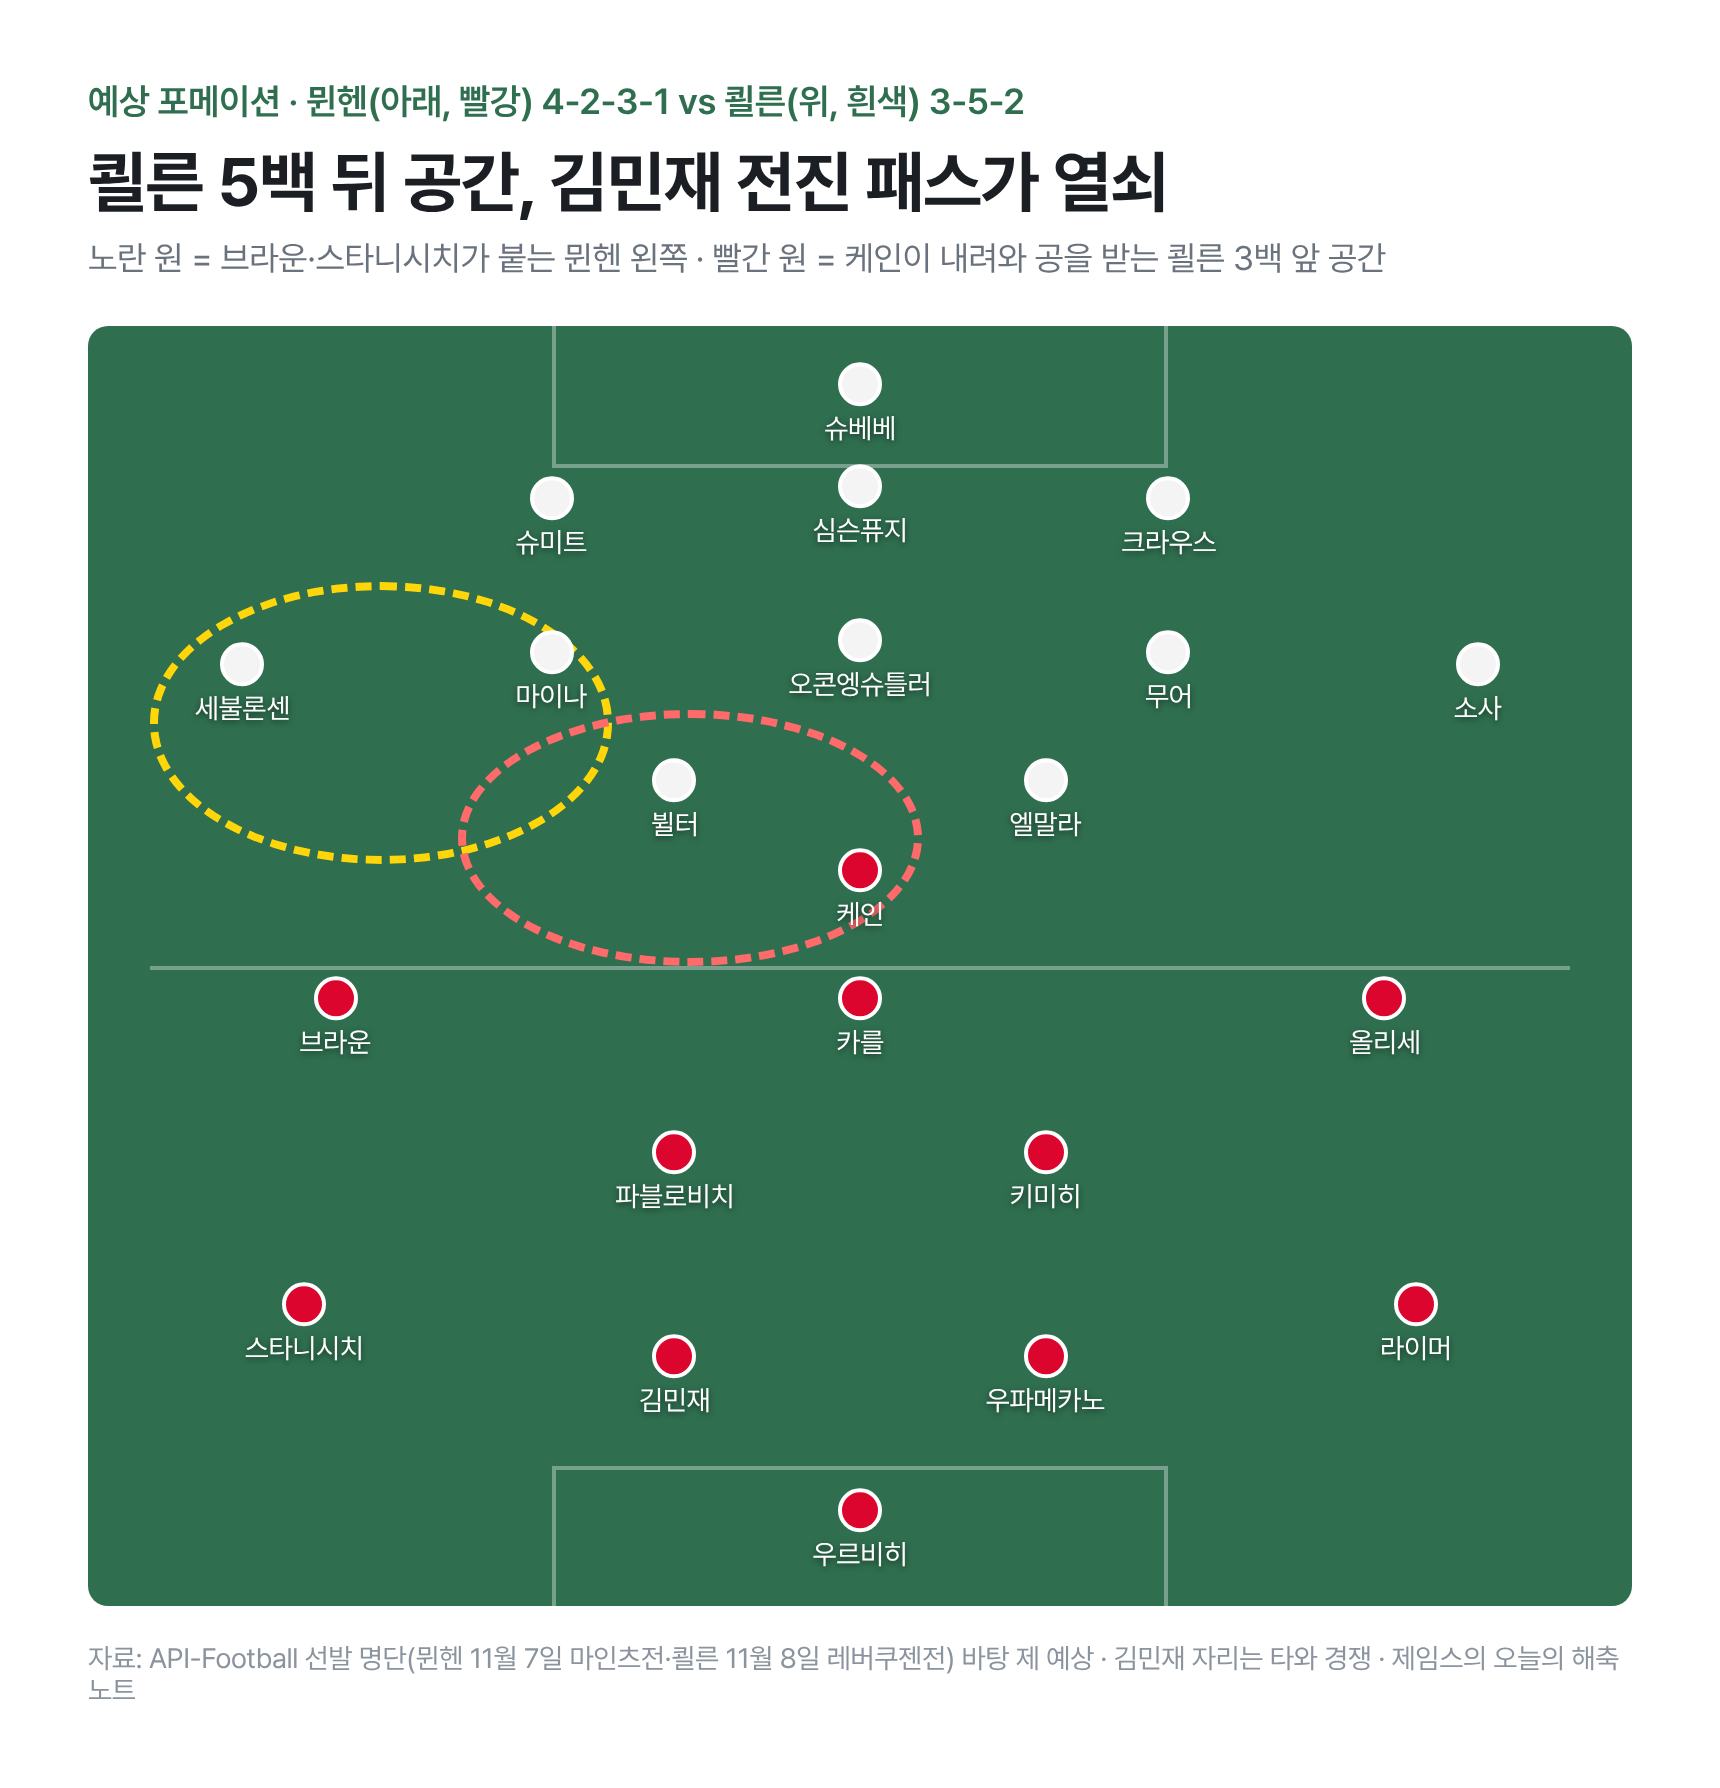 예상 포메이션 · 뮌헨(아래, 빨강) 4-2-3-1 vs 쾰른(위, 흰색) 3-5-2
쾰른 5백 뒤 공간, 김민재 전진 패스가 열쇠
노란 원 = 브라운·스타니시치가 붙는 뮌헨 왼쪽 · 빨간 원 = 케인이 내려와 공을 받는 쾰른 3백 앞 공간
슈베베
슈미트
심슨퓨지
크라우스
세불론센
마이나
오콘엥슈틀러
무어
소사
뷜터
엘말라
케인
브라운
카를
올리세
파블로비치
키미히
스타니시치
김민재
우파메카노
라이머
우르비히
자료: API-Football 선발 명단(뮌헨 11월 7일 마인츠전·쾰른 11월 8일 레버쿠젠전) 바탕 제 예상 · 김민재 자리는 타와 경쟁 · 제임스의 오늘의 해축
노트